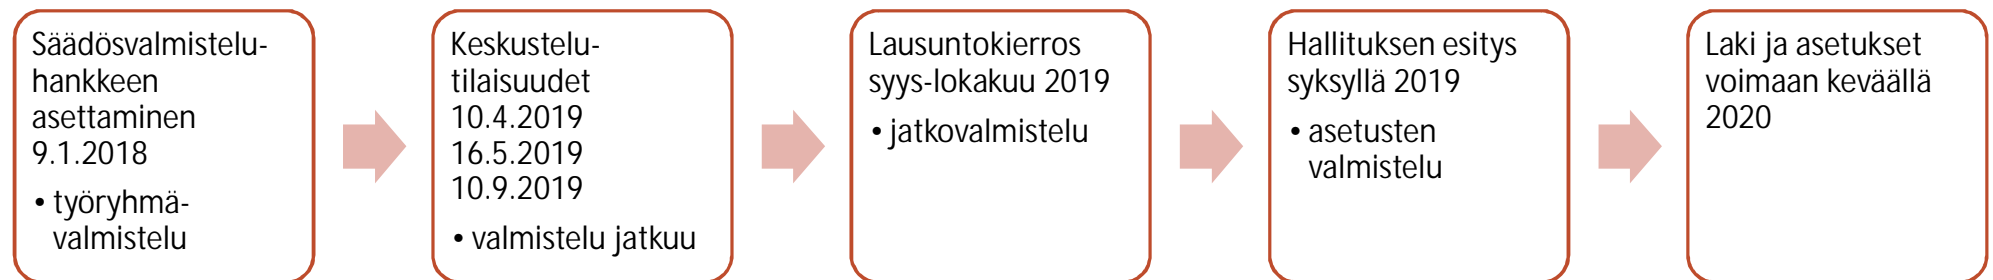 Säädösvalmistelu-
hankkeen
asettaminen
9.1.2018
• työryhmä-
valmistelu
Keskustelu-
tilaisuudet
10.4.2019
16.5.2019
10.9.2019
• valmistelu jatkuu
Lausuntokierros
syys-lokakuu 2019
• jatkovalmistelu
Hallituksen esitys
syksyllä 2019
• asetusten
valmistelu
Laki ja asetukset
voimaan keväällä
2020